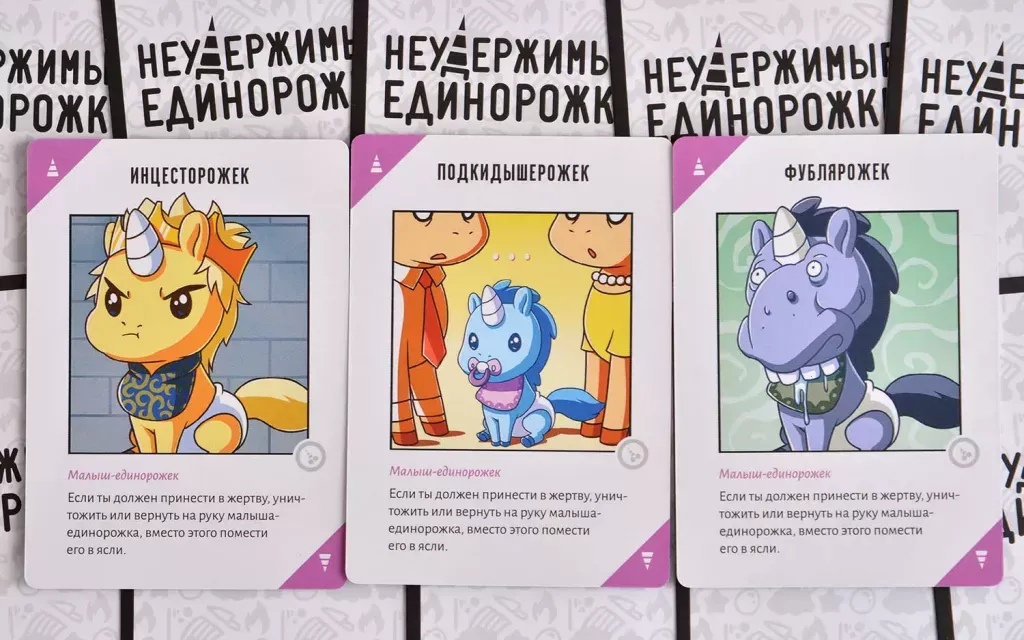 НЕУДЕРЖИМЫ
ЕДИНОРОЖК
НЕУДЕРЖИМЫ
ЕДИНОРОЖК
НЕУДЕРЖИМЫЕ
ЕДИНОРОЖК
ИНЦЕСТОРОЖЕК
Малыш-единорожек
Если ты должен принести в жертву, унич-
тожить или вернуть на руку малыша-
единорожка, вместо этого помести
его в ясли.
ПОДКИДЫШЕРОЖЕК
Малыш-единорожек
Если ты должен принести в жертву, унич-
тожить или вернуть на руку малыша-
единорожка, вместо этого помести
его в ясли.
ФУБЛЯРОЖЕК
Малыш-единорожек
Если ты должен принести в жертву, унич-
тожить или вернуть на руку малыша-
единорожка, вместо этого помести
его в ясли.